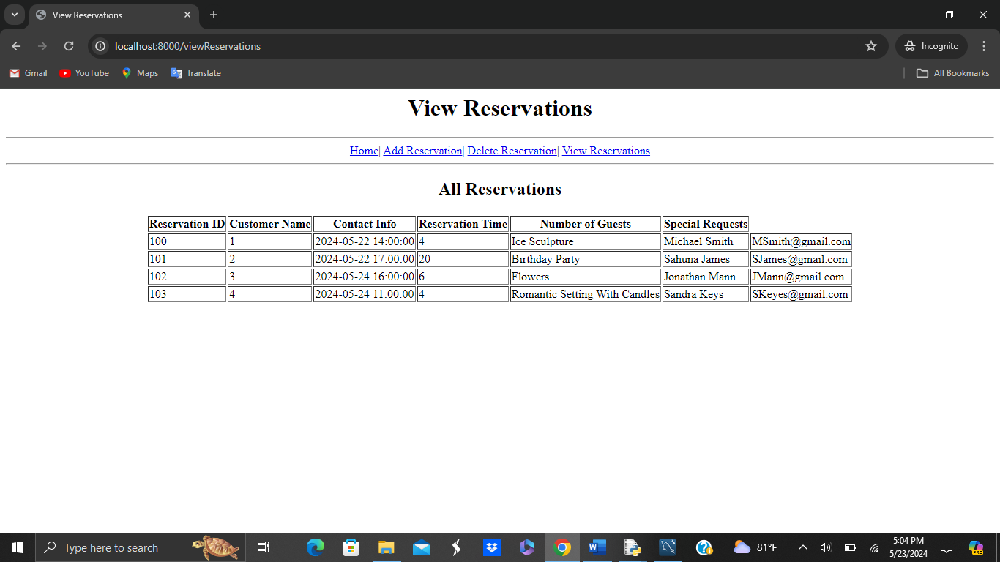 View Reservations
localhost:8000/viewReservations
Incognito
Gmail YouTube Maps Translate All Bookmarks
View Reservations
Home| Add Reservation| Delete Reservation| View Reservations
All Reservations
Reservation ID Customer Name Contact Info Reservation Time Number of Guests Special Requests
100 1 2024-05-22 14:00:00 4 Ice Sculpture Michael Smith MSmith@gmail.com
101 2 2024-05-22 17:00:00 20 Birthday Party Sahuna James SJames@gmail.com
102 3 2024-05-24 16:00:00 6 Flowers Jonathan Mann JMann@gmail.com
103 4 2024-05-24 11:00:00 4 Romantic Setting With Candles Sandra Keys SKeyes@gmail.com
Type here to search
81°F
5:04 PM
5/23/2024
PRE